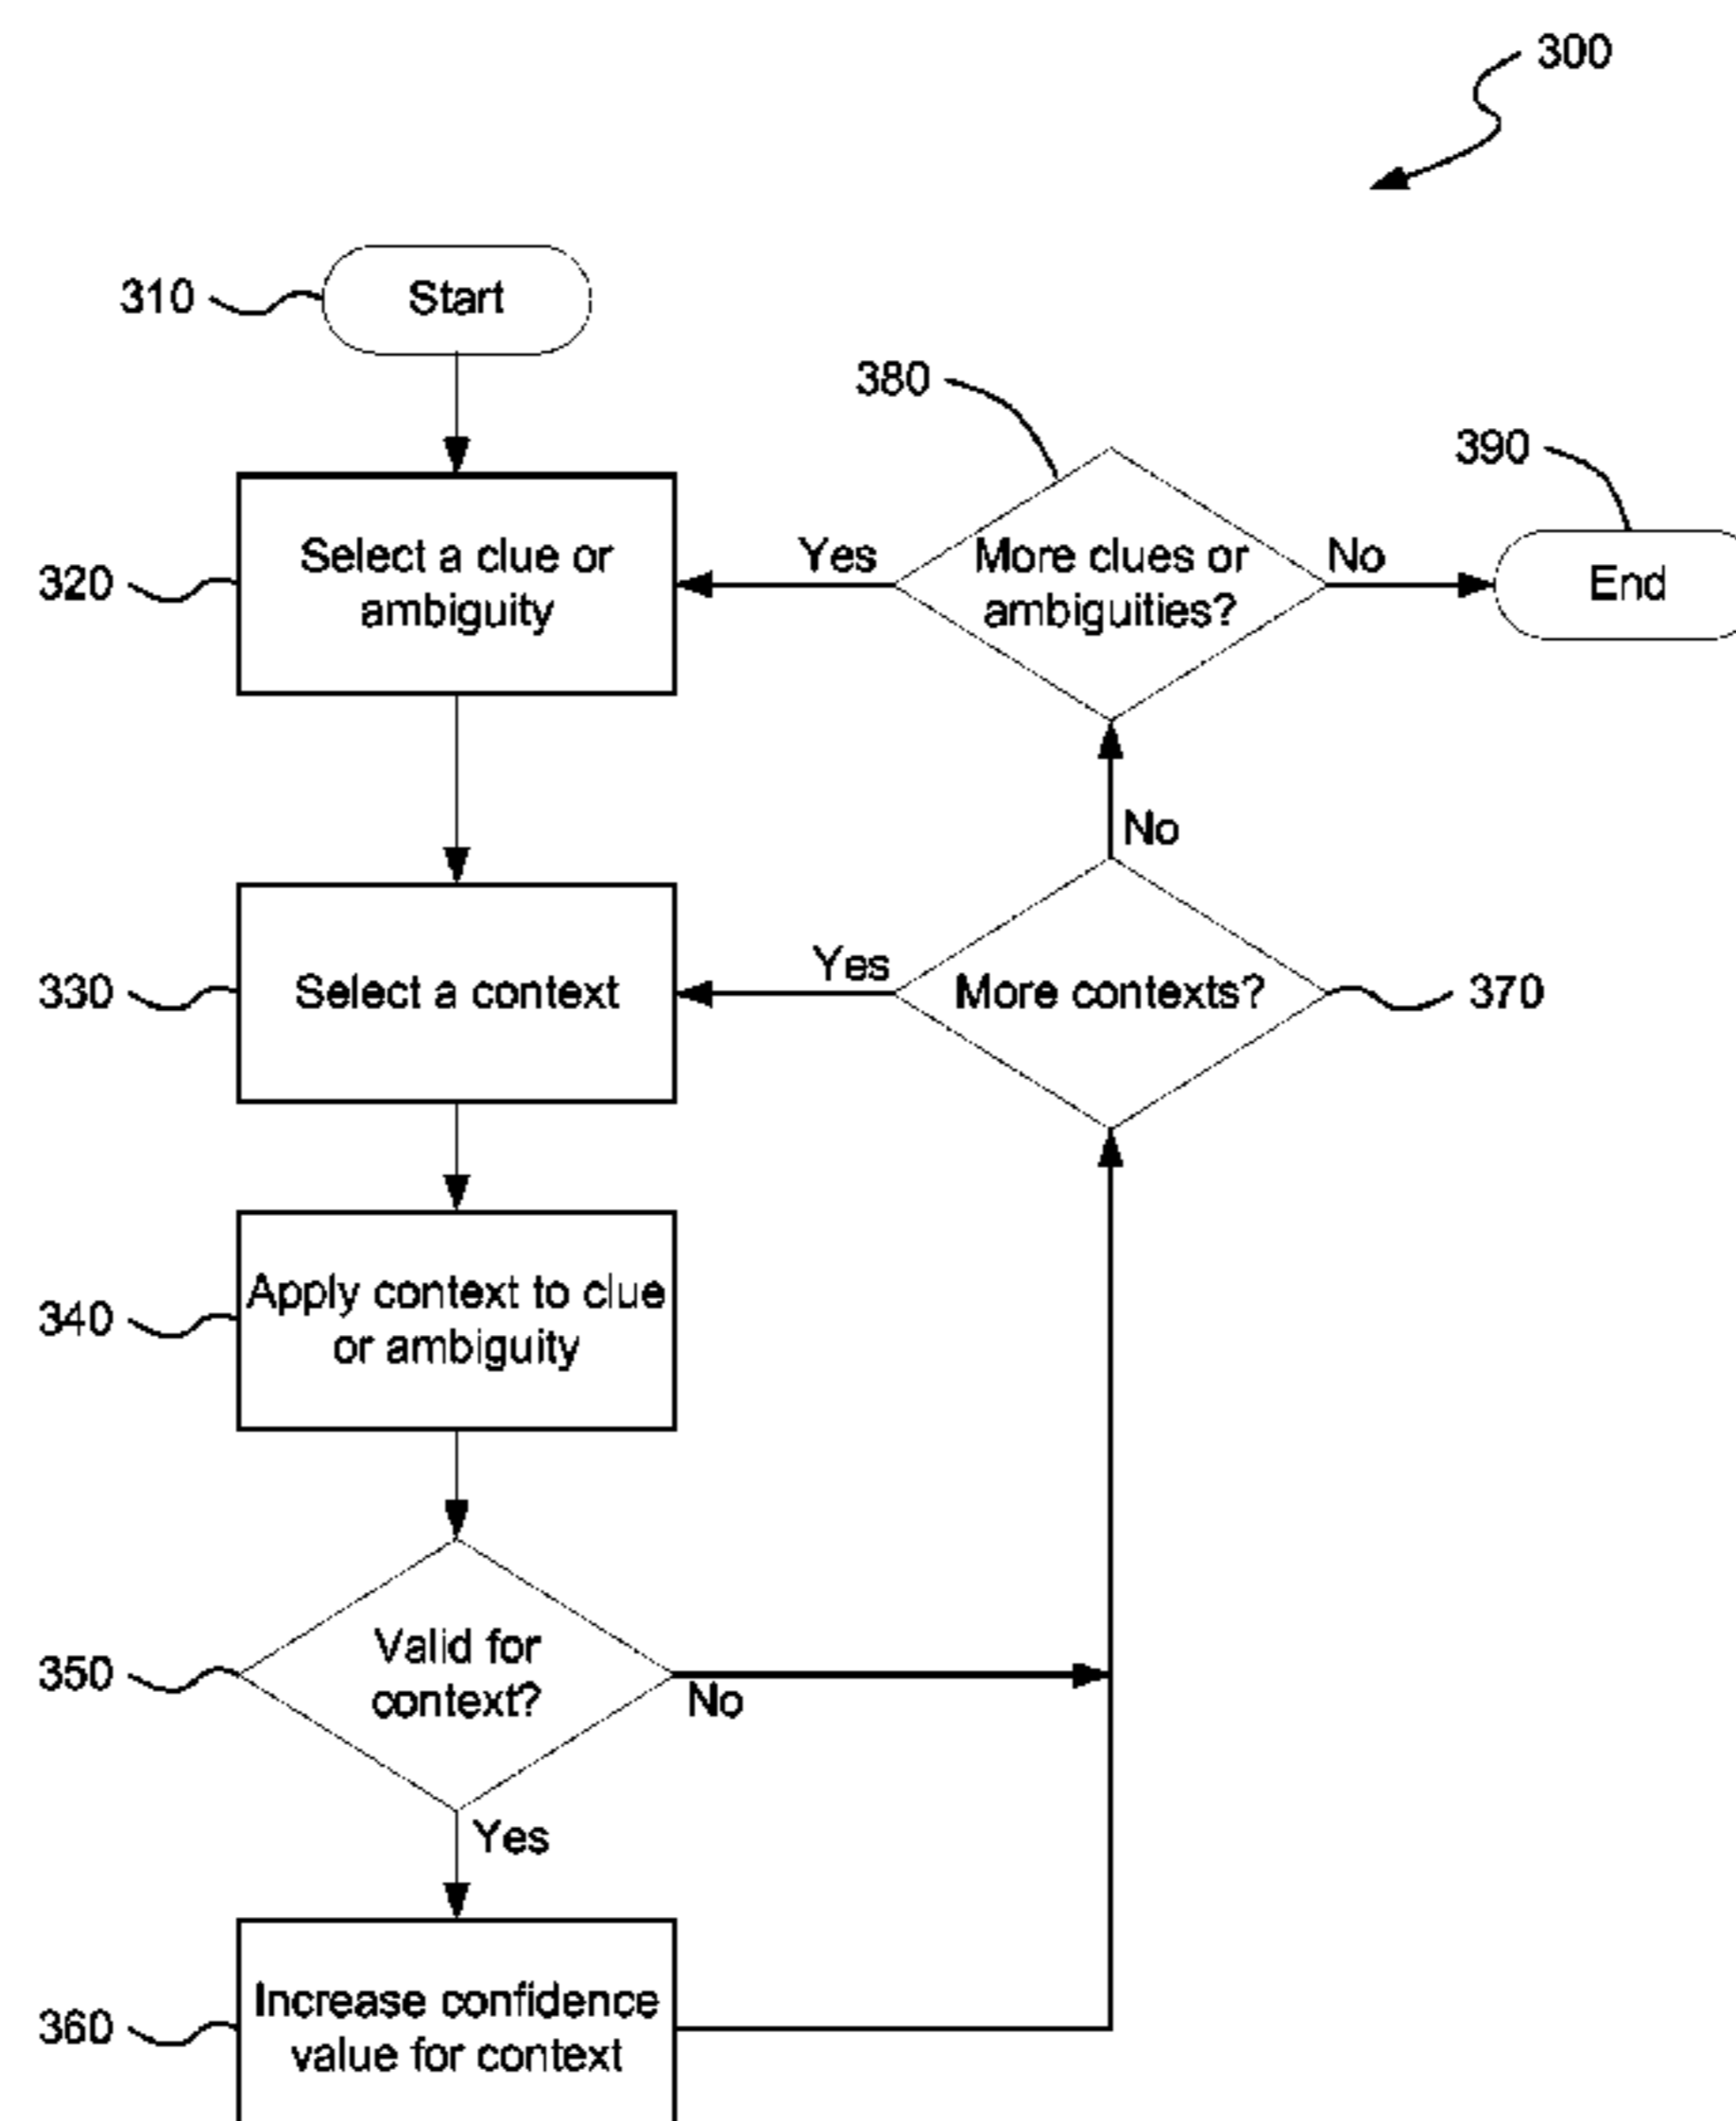 300
310
Start
380
390
320
Select a clue or
ambiguity
Yes
More clues or
ambiguities?
No
End
No
330
Select a context
Yes
More contexts?
370
340
Apply context to clue
or ambiguity
350
Valid for
context?
No
Yes
360
Increase confidence
value for context